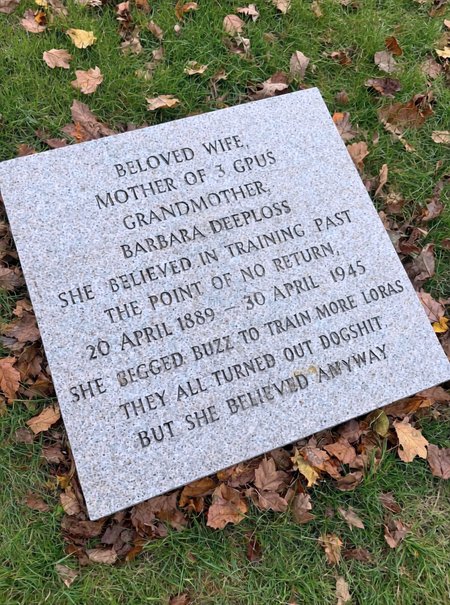 BELOVED WIFE,
MOTHER OF 3 GPUS
GRANDMOTHER,
BARBARA DEEPLOSS
SHE BELIEVED IN TRAINING PAST
THE POINT OF NO RETURN,
20 APRIL 1889 – 30 APRIL 1945
SHE BEGGED BUZZ TO TRAIN MORE LORAS
THEY ALL TURNED OUT DOGSHIT
BUT SHE BELIEVED ANYWAY